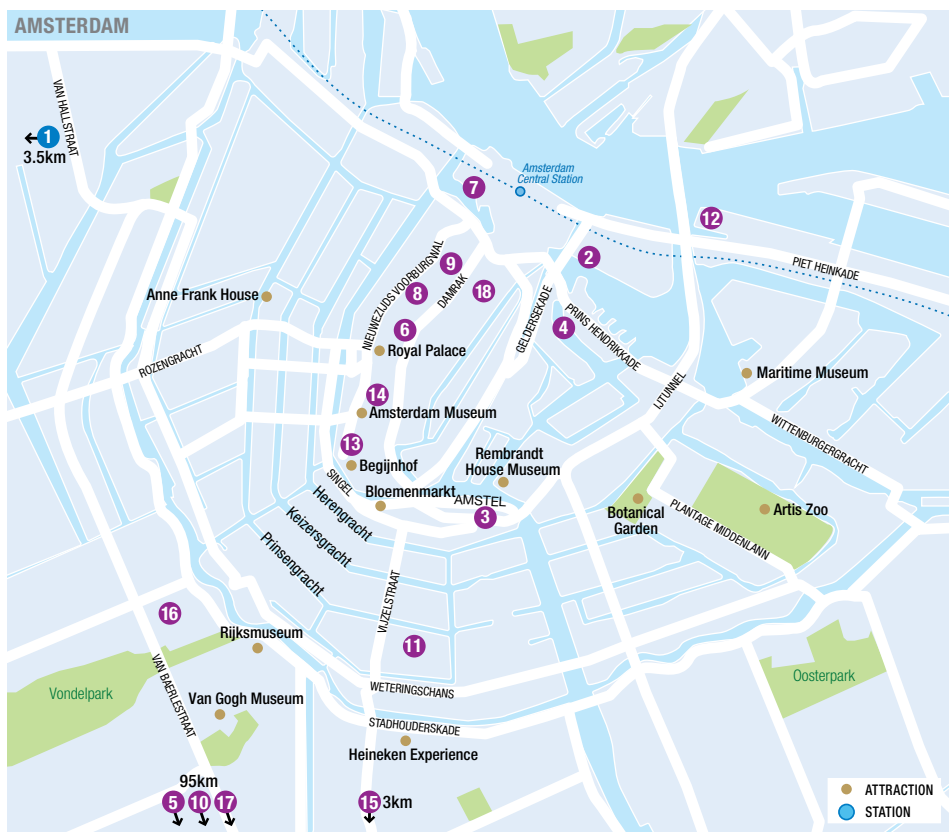 AMSTERDAM
VAN HALLSTRAAT
1
3.5km
Amsterdam
Central Station
7
12
2
PIET HEINKADE
NIEUWEZIJDS VOORBURGWAL
9
8
DAMRAK
18
GELDERSEKADE
Anne Frank House
6
4
PRINS HENDRIKKADE
Royal Palace
ROZENGRACHT
IJTUNNEL
Maritime Museum
14
Amsterdam Museum
WITTENBURGERGRACHT
13
Begijnhof
Rembrandt
House Museum
SINGEL
Bloemenmarkt
AMSTEL
3
Herengracht
Keizersgracht
Prinsengracht
Botanical
Garden
Artis Zoo
PLANTAGE MIDDENLANN
VIJZELSTRAAT
16
Rijksmuseum
11
Vondelpark
VAN BAERLESTRAAT
Van Gogh Museum
WETERINGSCHANS
Oosterpark
STADHOUDERSKADE
Heineken Experience
95km
5
10
17
15
3km
ATTRACTION
STATION